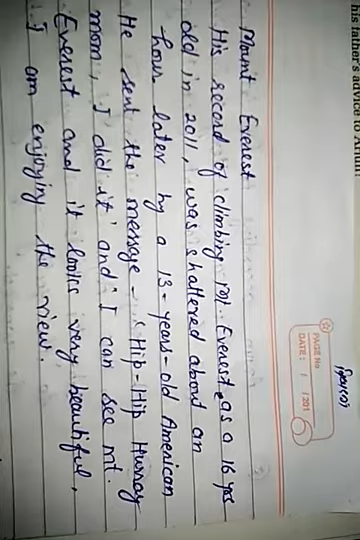 his father's advice to
PAGE No.
DATE: / /201
Mount Everest
His record of climbing mt. Everest as a 16 yrs
old in 2011, was shattered about an
hour later by a 13-years-old American
He sent the message- 'Hip-Hip Hurray
mom, I did it' and 'I can see mt.
Everest and it looks very beautiful,
I am enjoying the view.